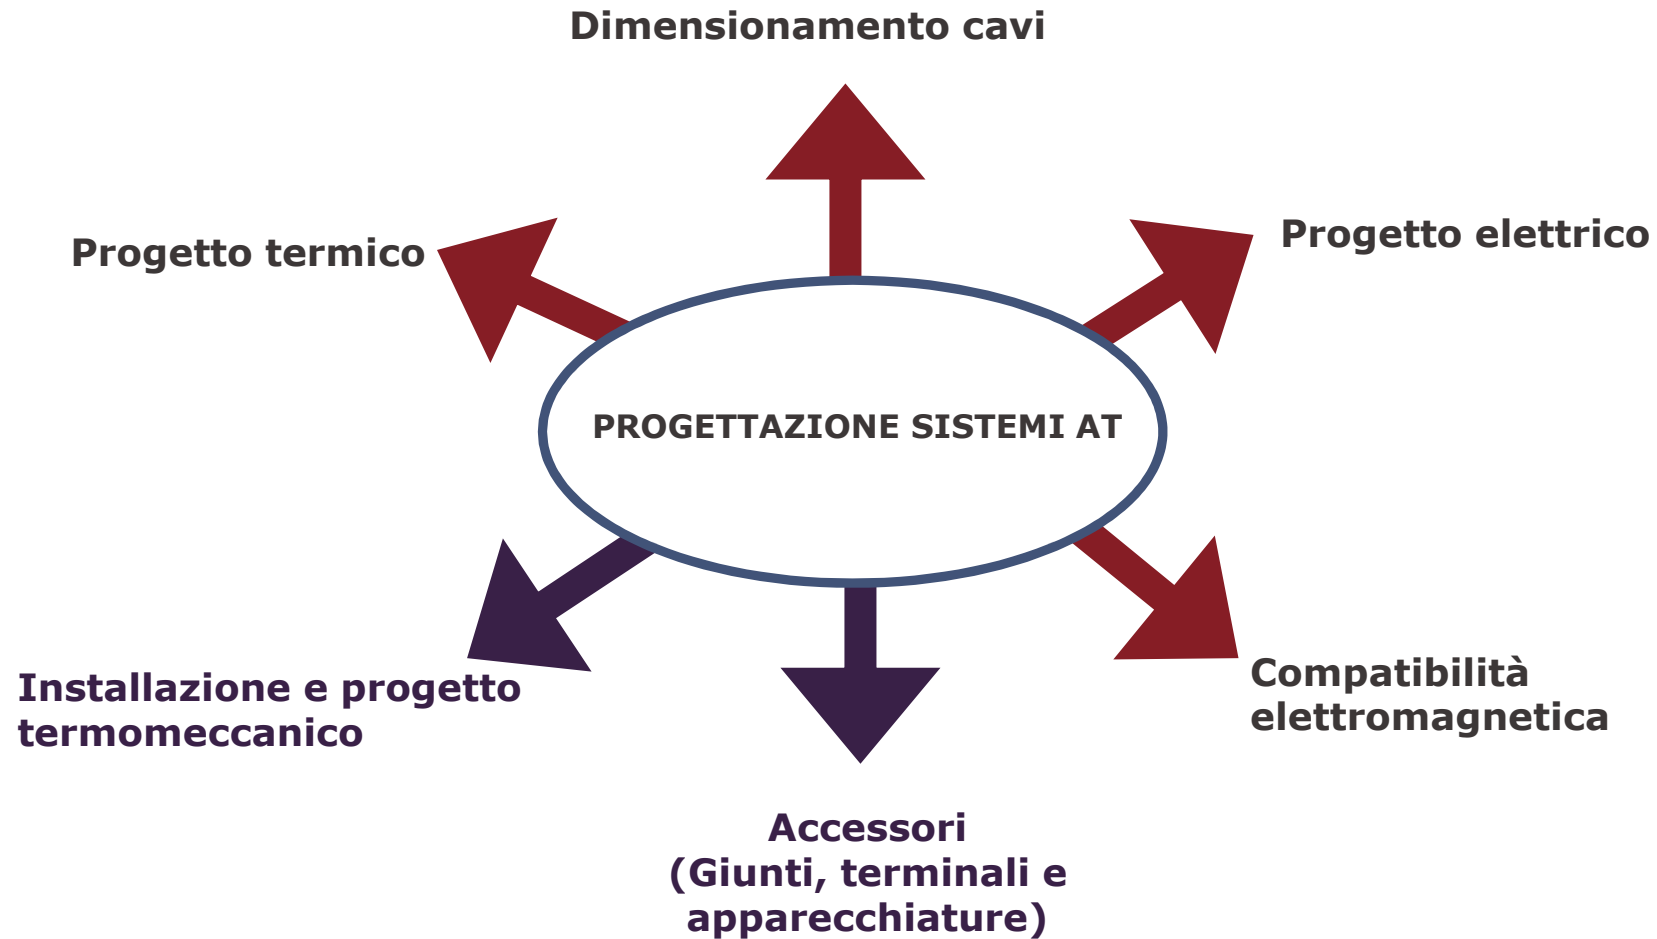 Dimensionamento cavi
Progetto termico
Progetto elettrico
PROGETTAZIONE SISTEMI AT
Installazione e progetto
termomeccanico
Compatibilità
elettromagnetica
Accessori
(Giunti, terminali e
apparecchiature)